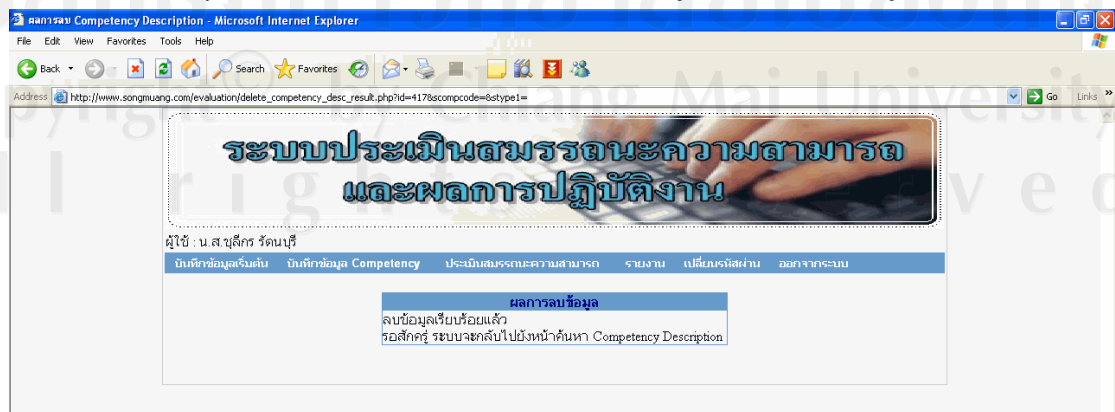 ผลการลบ Competency Description - Microsoft Internet Explorer
File Edit View Favorites Tools Help
Back Search Favorites
Address http://www.songmuang.com/evaluation/delete_competency_desc_result.php?id=417&scompcode=&stype1= Go Links »
ระบบประเมินสมรรถนะความสามารถ
และผลการปฏิบัติงาน
ผู้ใช้ : น.ส.ชุลีกร รัตนบุรี
บันทึกข้อมูลเริ่มต้น บันทึกข้อมูล Competency ประเมินสมรรถนะความสามารถ รายงาน เปลี่ยนรหัสผ่าน ออกจากระบบ
ผลการลบข้อมูล
ลบข้อมูลเรียบร้อยแล้ว
รอสักครู่ ระบบจะกลับไปยังหน้าค้นหา Competency Description